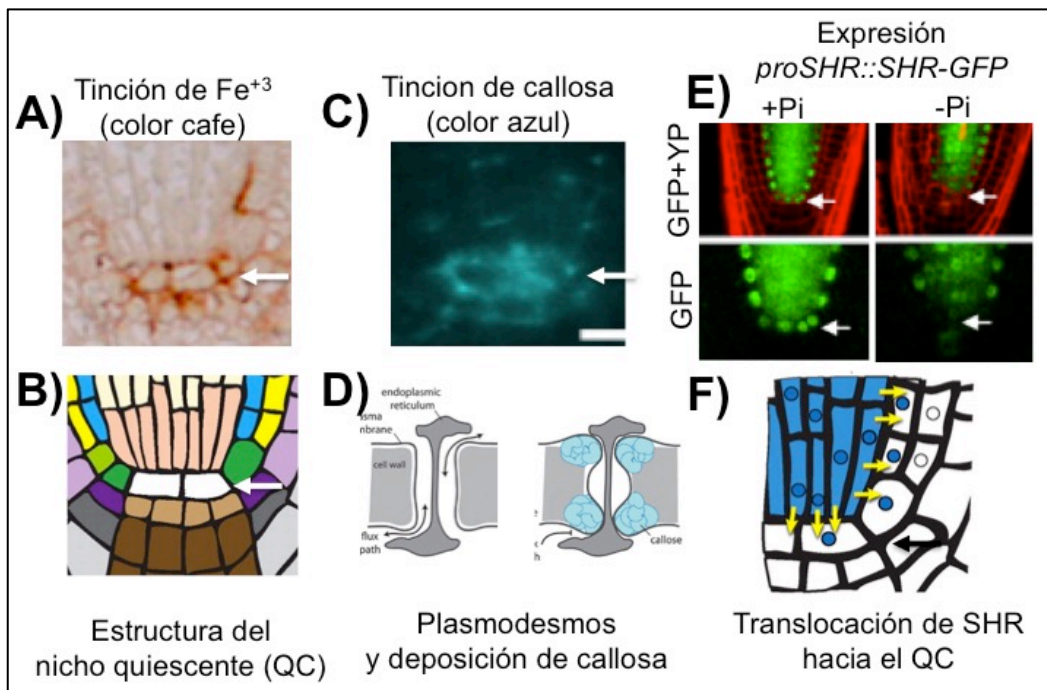 Expresión
proSHR::SHR-GFP
A)
Tinción de Fe⁺³
(color cafe)
C)
Tincion de callosa
(color azul)
E)
+Pi
-Pi
GFP+YP
GFP
B)
D)
endoplasmic
reticulum
isma
nbrane
cell wall
flux
path
callose
F)
Estructura del
nicho quiescente (QC)
Plasmodesmos
y deposición de callosa
Translocación de SHR
hacia el QC